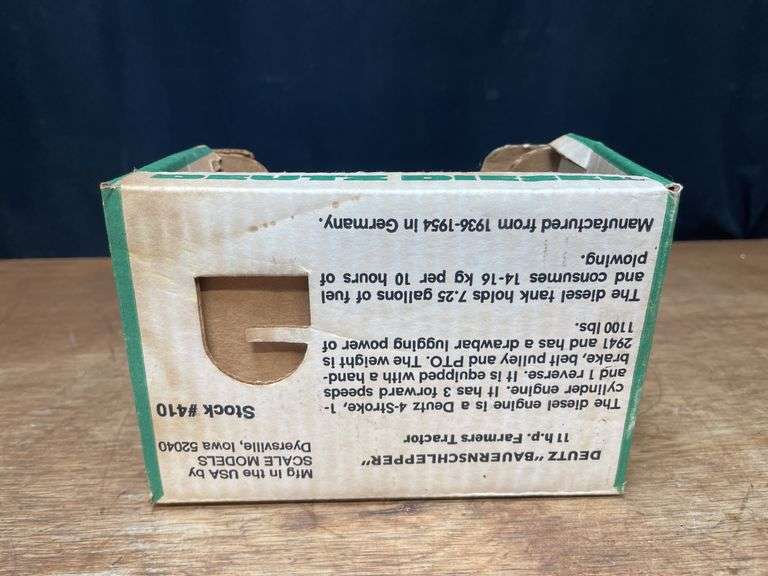 DEUTZ "BAUERNSCHLEPPER"
11 h.p. Farmers Tractor
The diesel engine is a Deutz 4-Stroke, 1-
cylinder engine. It has 3 forward speeds
and 1 reverse. It is equipped with a hand-
brake, belt pulley and PTO. The weight is
2941 and has a drawbar lugging power of
1100 lbs.
The diesel tank holds 7.25 gallons of fuel
and consumes 14-16 kg per 10 hours of
plowing.
Manufactured from 1936-1954 in Germany.
Mfg in the USA by
SCALE MODELS
Dyersville, Iowa 52040
Stock #410